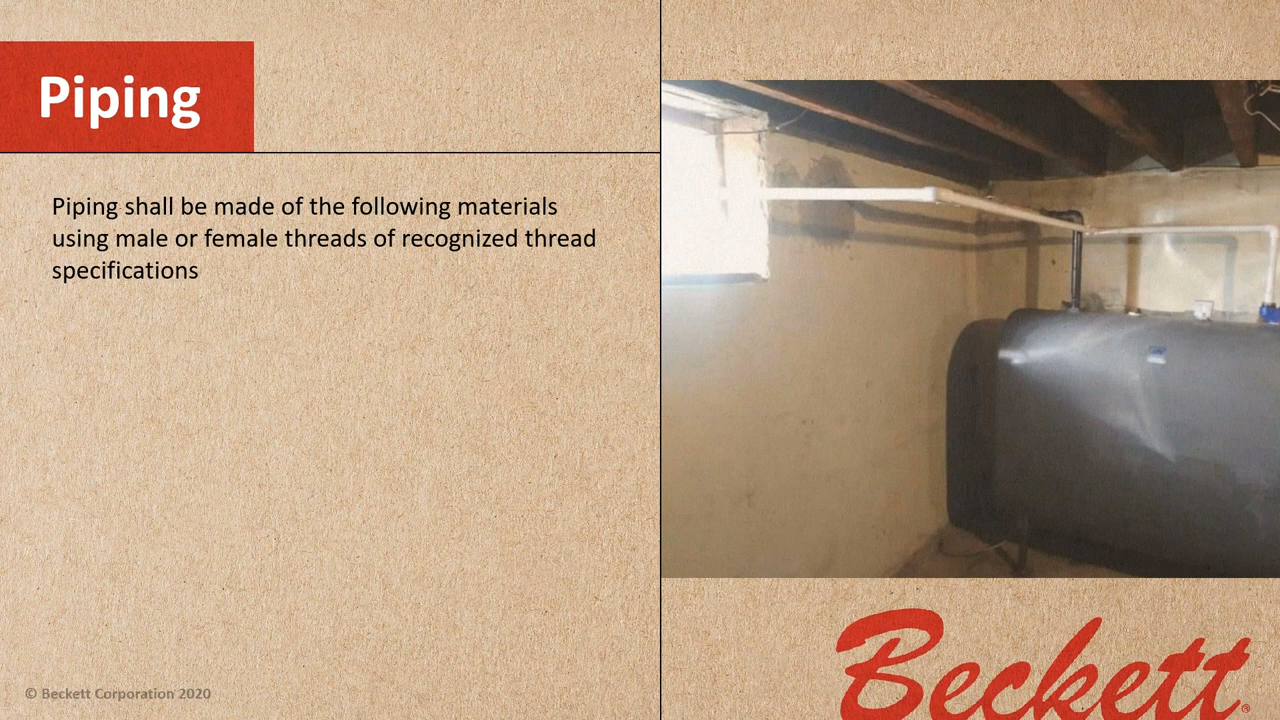 Piping
Piping shall be made of the following materials
using male or female threads of recognized thread
specifications
© Beckett Corporation 2020
Beckett®